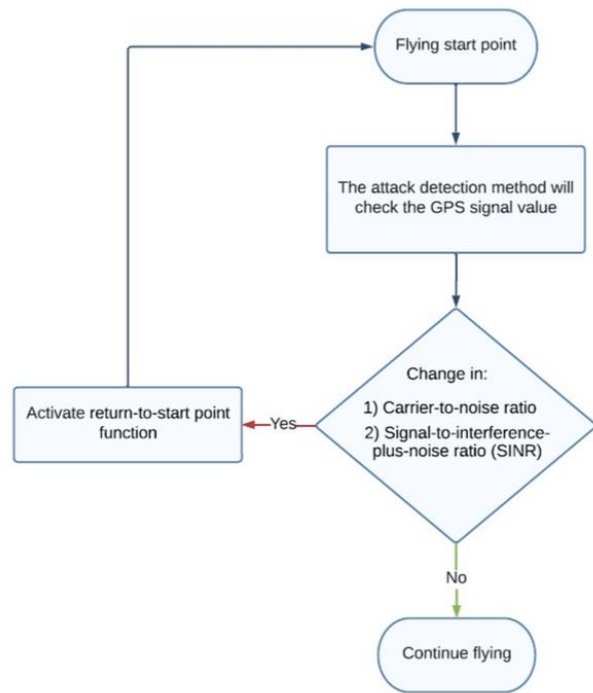 Flying start point
The attack detection method will
check the GPS signal value
Change in:
1) Carrier-to-noise ratio
2) Signal-to-interference-
plus-noise ratio (SINR)
Yes
Activate return-to-start point
function
No
Continue flying